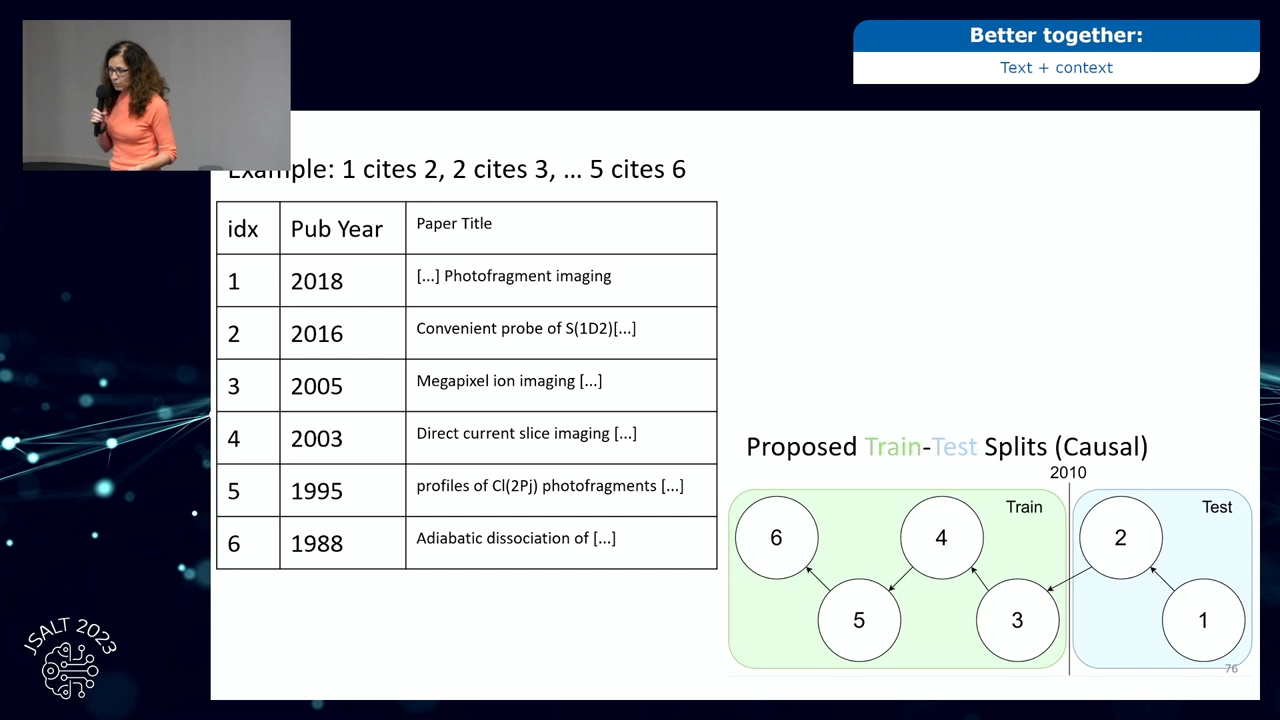 Better together:
Text + context
Example: 1 cites 2, 2 cites 3, ... 5 cites 6
idx Pub Year Paper Title
1 2018 [...] Photofragment imaging
2 2016 Convenient probe of S(1D2)[...]
3 2005 Megapixel ion imaging [...]
4 2003 Direct current slice imaging [...]
5 1995 profiles of Cl(2Pj) photofragments [...]
6 1988 Adiabatic dissociation of [...]
Proposed Train-Test Splits (Causal)
2010
Train Test
6 4 2
5 3 1
76
JSALT 2023